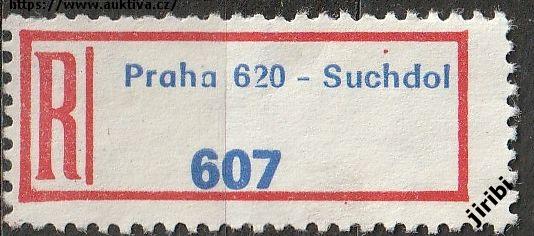 https://www.auktiva.cz/
R
Praha 620 - Suchdol
607
jiribi